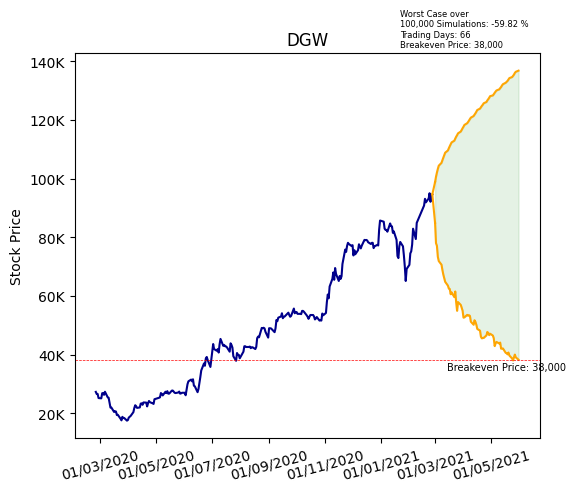 Worst Case over
100,000 Simulations: -59.82 %
Trading Days: 66
Breakeven Price: 38,000
DGW
140K
120K
100K
80K
60K
40K
20K
Stock Price
Breakeven Price: 38,000
01/03/2020
01/05/2020
01/07/2020
01/09/2020
01/11/2020
01/01/2021
01/03/2021
01/05/2021